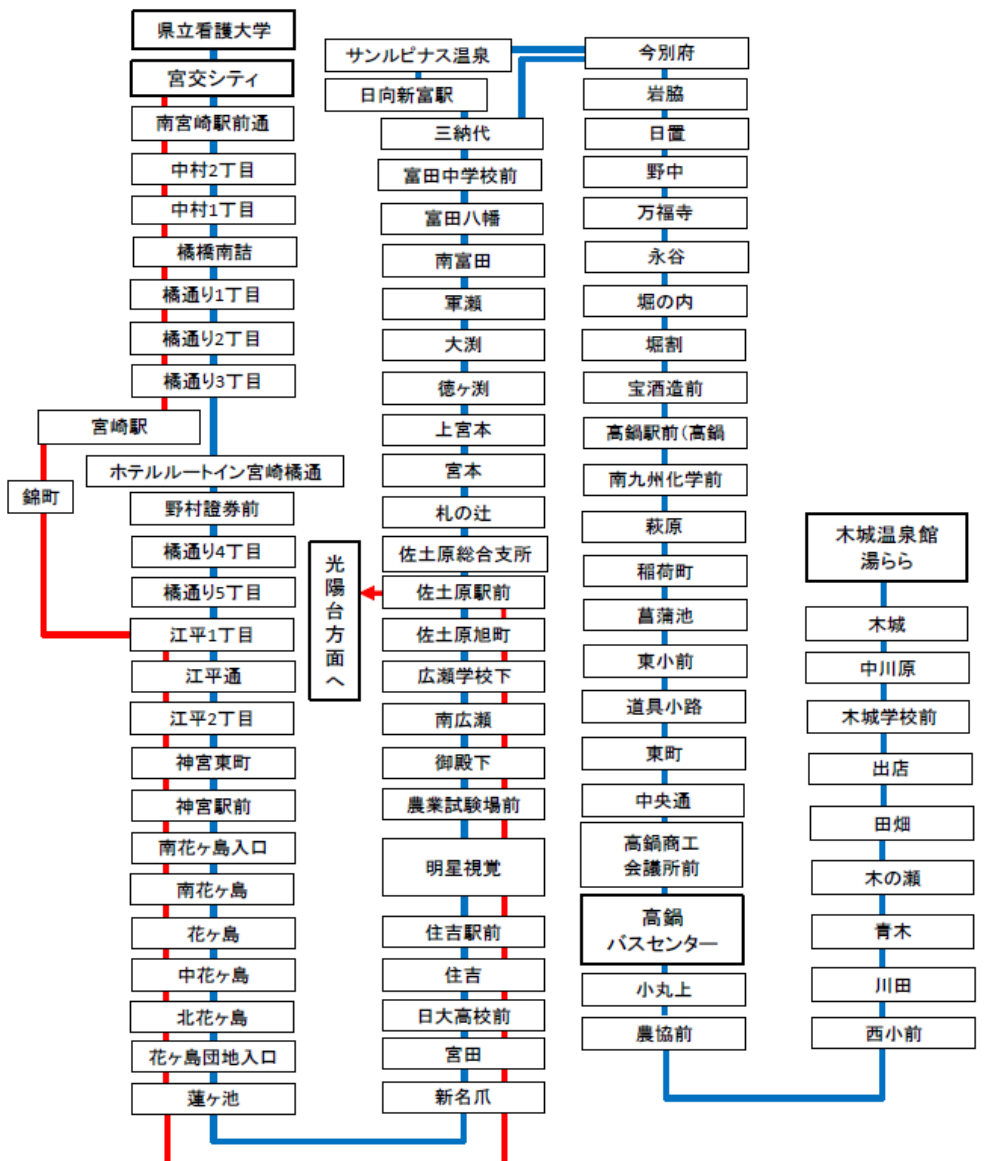 県立看護大学
宮交シティ
南宮崎駅前通
中村2丁目
中村1丁目
橘橋南詰
橘通り1丁目
橘通り2丁目
橘通り3丁目
宮崎駅
ホテルルートイン宮崎橘通
錦町
野村證券前
橘通り4丁目
橘通り5丁目
江平1丁目
江平通
江平2丁目
神宮東町
神宮駅前
南花ヶ島入口
南花ヶ島
花ヶ島
中花ヶ島
北花ヶ島
花ヶ島団地入口
蓮ヶ池
光陽台方面へ
サンルピナス温泉
日向新富駅
三納代
富田中学校前
富田八幡
南富田
軍瀬
大渕
徳ヶ渕
上宮本
宮本
札の辻
佐土原総合支所
佐土原駅前
佐土原旭町
広瀬学校下
南広瀬
御殿下
農業試験場前
明星視覚
住吉駅前
住吉
日大高校前
宮田
新名爪
今別府
岩脇
日置
野中
万福寺
永谷
堀の内
堀割
宝酒造前
高鍋駅前(高鍋
南九州化学前
萩原
稲荷町
菖蒲池
東小前
道具小路
東町
中央通
高鍋商工
会議所前
高鍋
バスセンター
小丸上
農協前
木城温泉館
湯らら
木城
中川原
木城学校前
出店
田畑
木の瀬
青木
川田
西小前